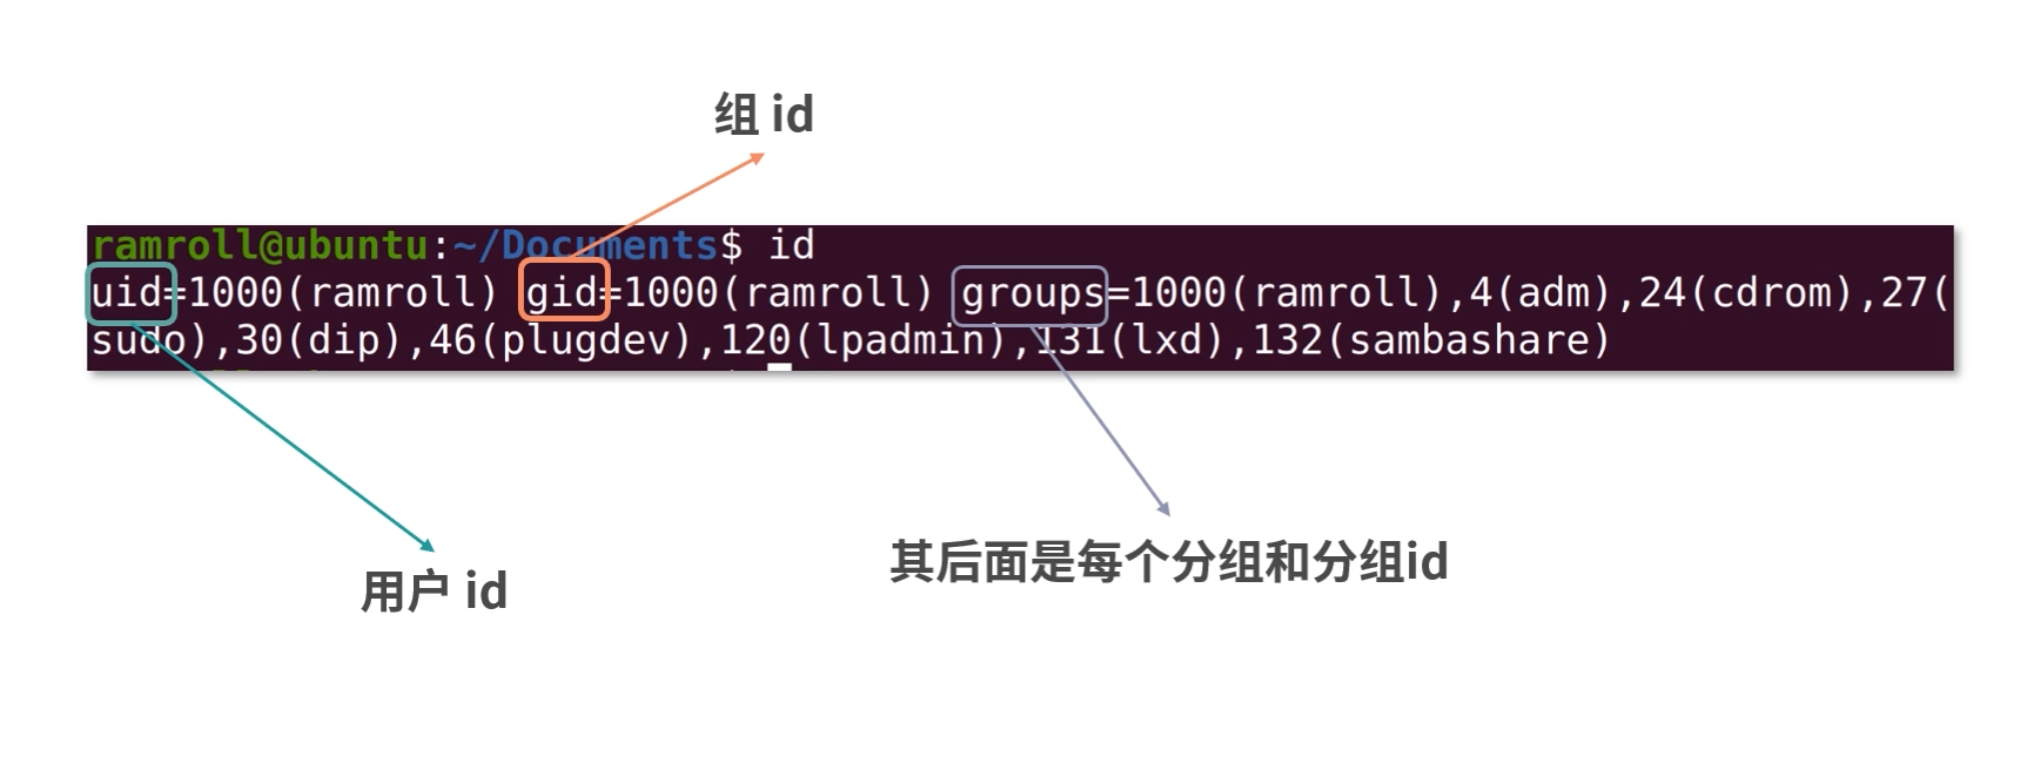 组 id
ramroll@ubuntu:~/Documents$ id
uid=1000(ramroll) gid=1000(ramroll) groups=1000(ramroll),4(adm),24(cdrom),27(
sudo),30(dip),46(plugdev),120(lpadmin),131(lxd),132(sambashare)
其后面是每个分组和分组id
用户 id